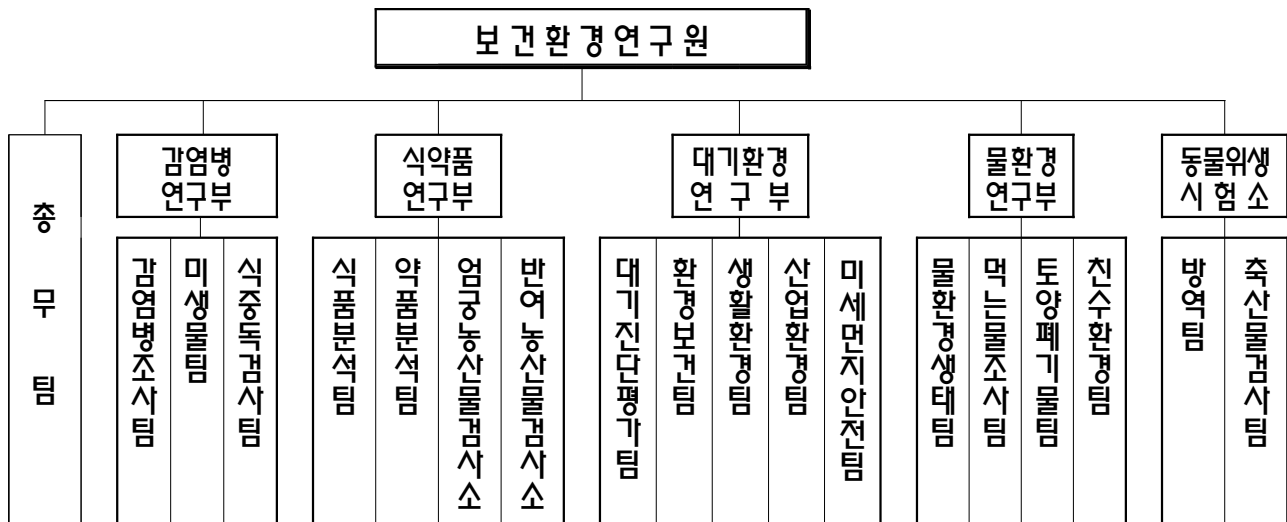 보건환경연구원
총무팀
감염병
연구부
식약품
연구부
대기환경
연구부
물환경
연구부
동물위생
시험소
감염병조사팀
미생물팀
식중독검사팀
식품분석팀
약품분석팀
엄궁농산물검사소
반여농산물검사소
대기진단평가팀
환경보건팀
생활환경팀
산업환경팀
미세먼지안전팀
물환경생태팀
먹는물조사팀
토양폐기물팀
친수환경팀
방역팀
축산물검사팀